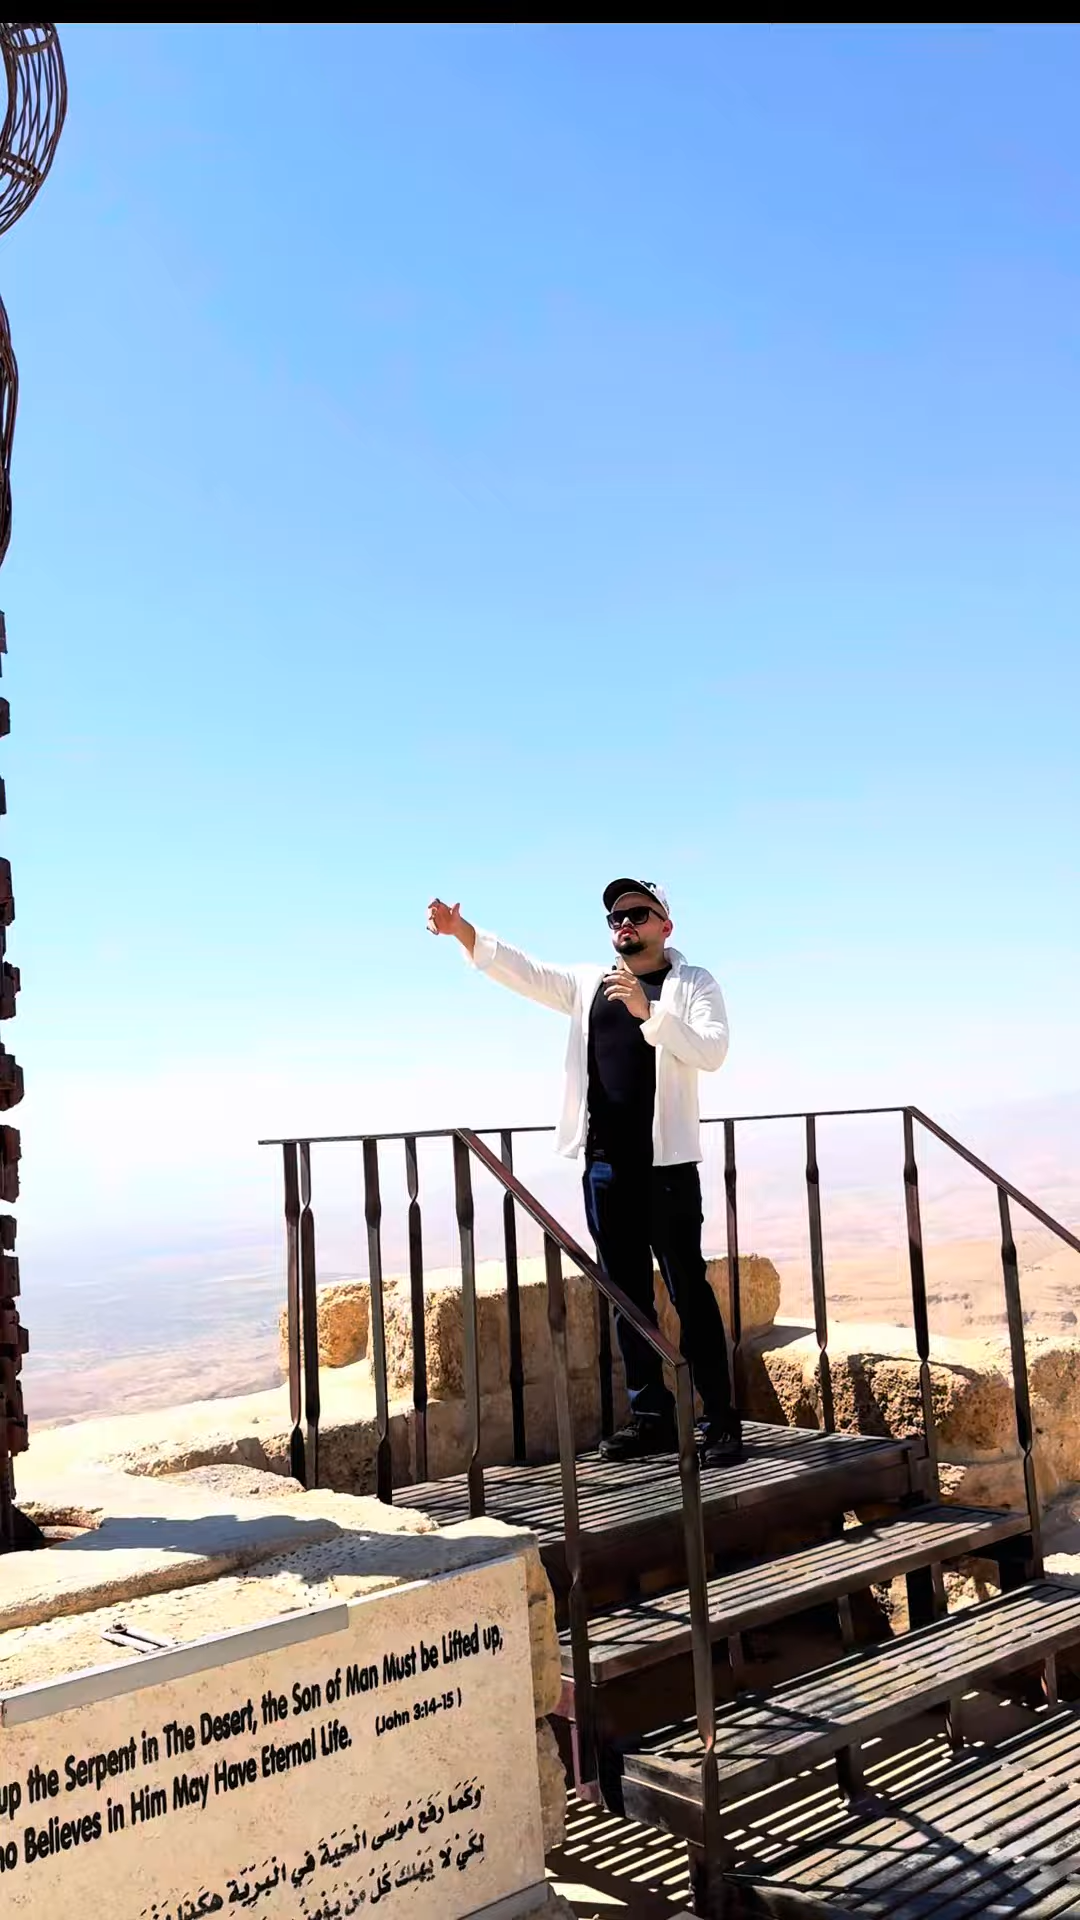 up the Serpent in The Desert, the Son of Man Must be Lifted up,
Believes in Him May Have Eternal Life. (John 3:14-15 )
"وَكَمَا رَفَعَ مُوسَى الْحَيَّةَ فِي الْبَرِّيَّةِ هكَذَا
لِكَيْ لَا يَهْلِكَ كُلُّ مَنْ يُؤْمِنُ